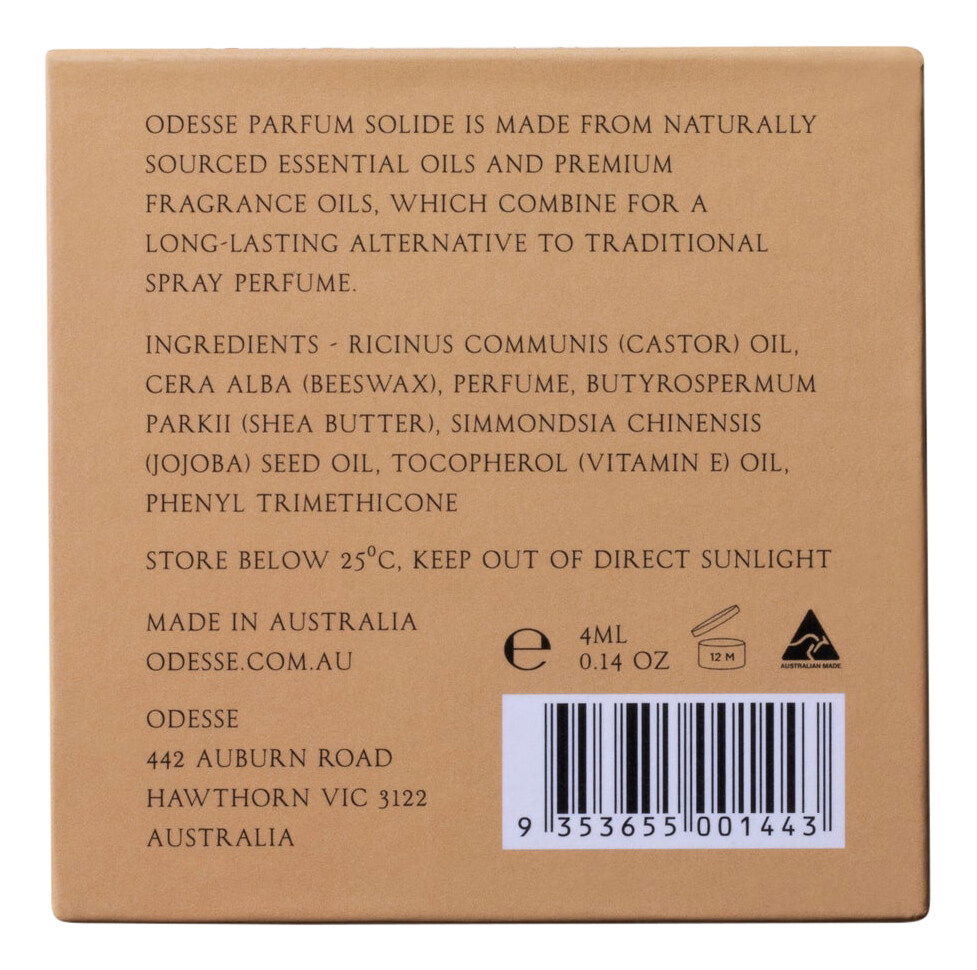 ODESSE PARFUM SOLIDE IS MADE FROM NATURALLY
SOURCED ESSENTIAL OILS AND PREMIUM
FRAGRANCE OILS, WHICH COMBINE FOR A
LONG-LASTING ALTERNATIVE TO TRADITIONAL
SPRAY PERFUME.
INGREDIENTS - RICINUS COMMUNIS (CASTOR) OIL,
CERA ALBA (BEESWAX), PERFUME, BUTYROSPERMUM
PARKII (SHEA BUTTER), SIMMONDSIA CHINENSIS
(JOJOBA) SEED OIL, TOCOPHEROL (VITAMIN E) OIL,
PHENYL TRIMETHICONE
STORE BELOW 25⁰C, KEEP OUT OF DIRECT SUNLIGHT
MADE IN AUSTRALIA
ODESSE.COM.AU
ODESSE
442 AUBURN ROAD
HAWTHORN VIC 3122
AUSTRALIA
℮ 4ML
0.14 OZ
12 M
AUSTRALIAN MADE
9 353655 001443